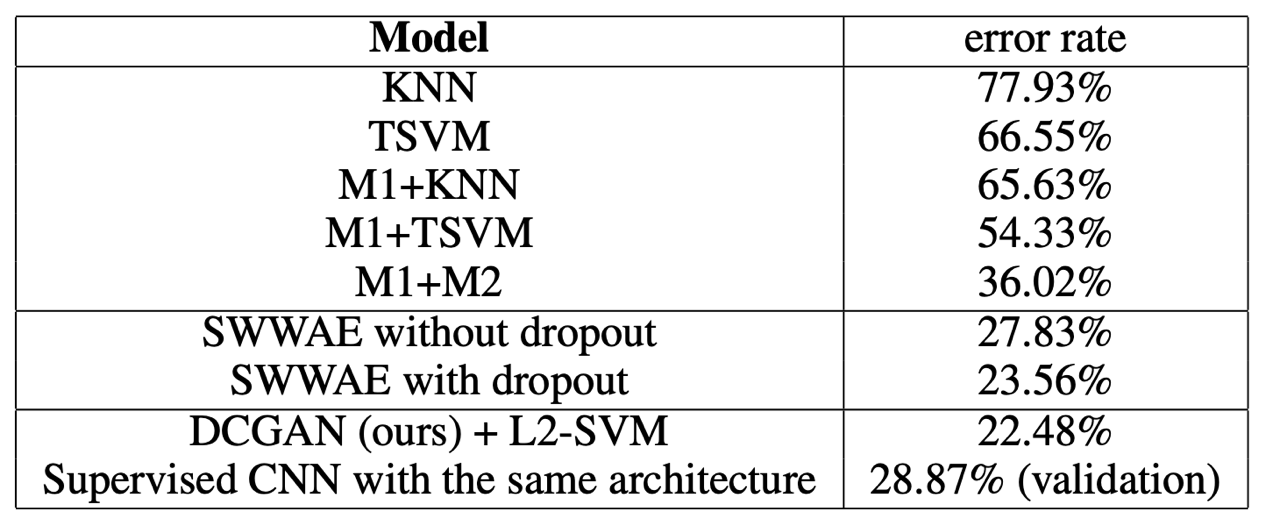 Model error rate
KNN 77.93%
TSVM 66.55%
M1+KNN 65.63%
M1+TSVM 54.33%
M1+M2 36.02%
SWWAE without dropout 27.83%
SWWAE with dropout 23.56%
DCGAN (ours) + L2-SVM 22.48%
Supervised CNN with the same architecture 28.87% (validation)